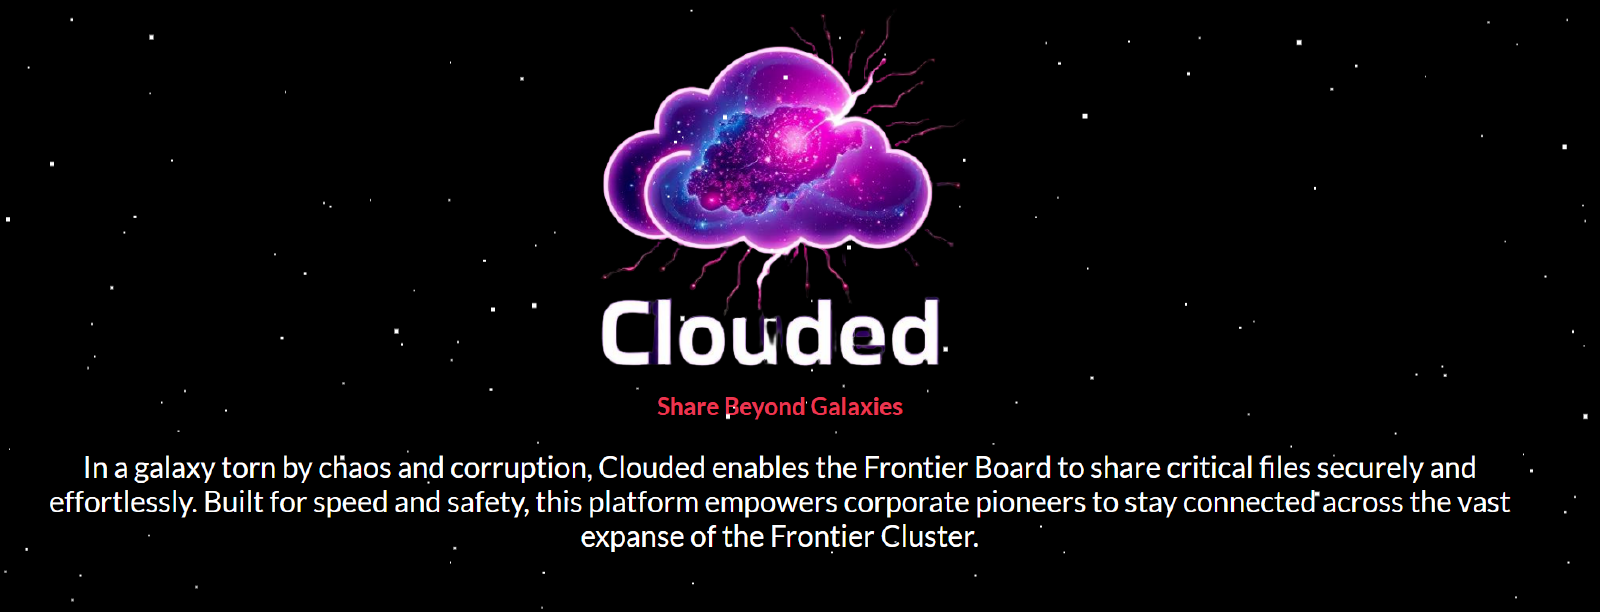 Clouded
Share Beyond Galaxies
In a galaxy torn by chaos and corruption, Clouded enables the Frontier Board to share critical files securely and
effortlessly. Built for speed and safety, this platform empowers corporate pioneers to stay connected across the vast
expanse of the Frontier Cluster.